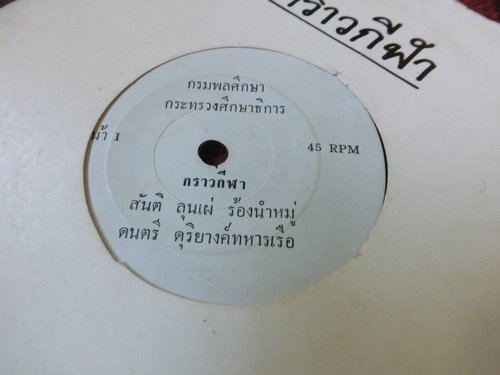 กราวกีฬา
กรมพลศึกษา
กระทรวงศึกษาธิการ
น้า 1
45 RPM
กราวกีฬา
สันติ ลุนเผ่ ร้องนำหมู่
ดนตรี ดุริยางค์ทหารเรือ